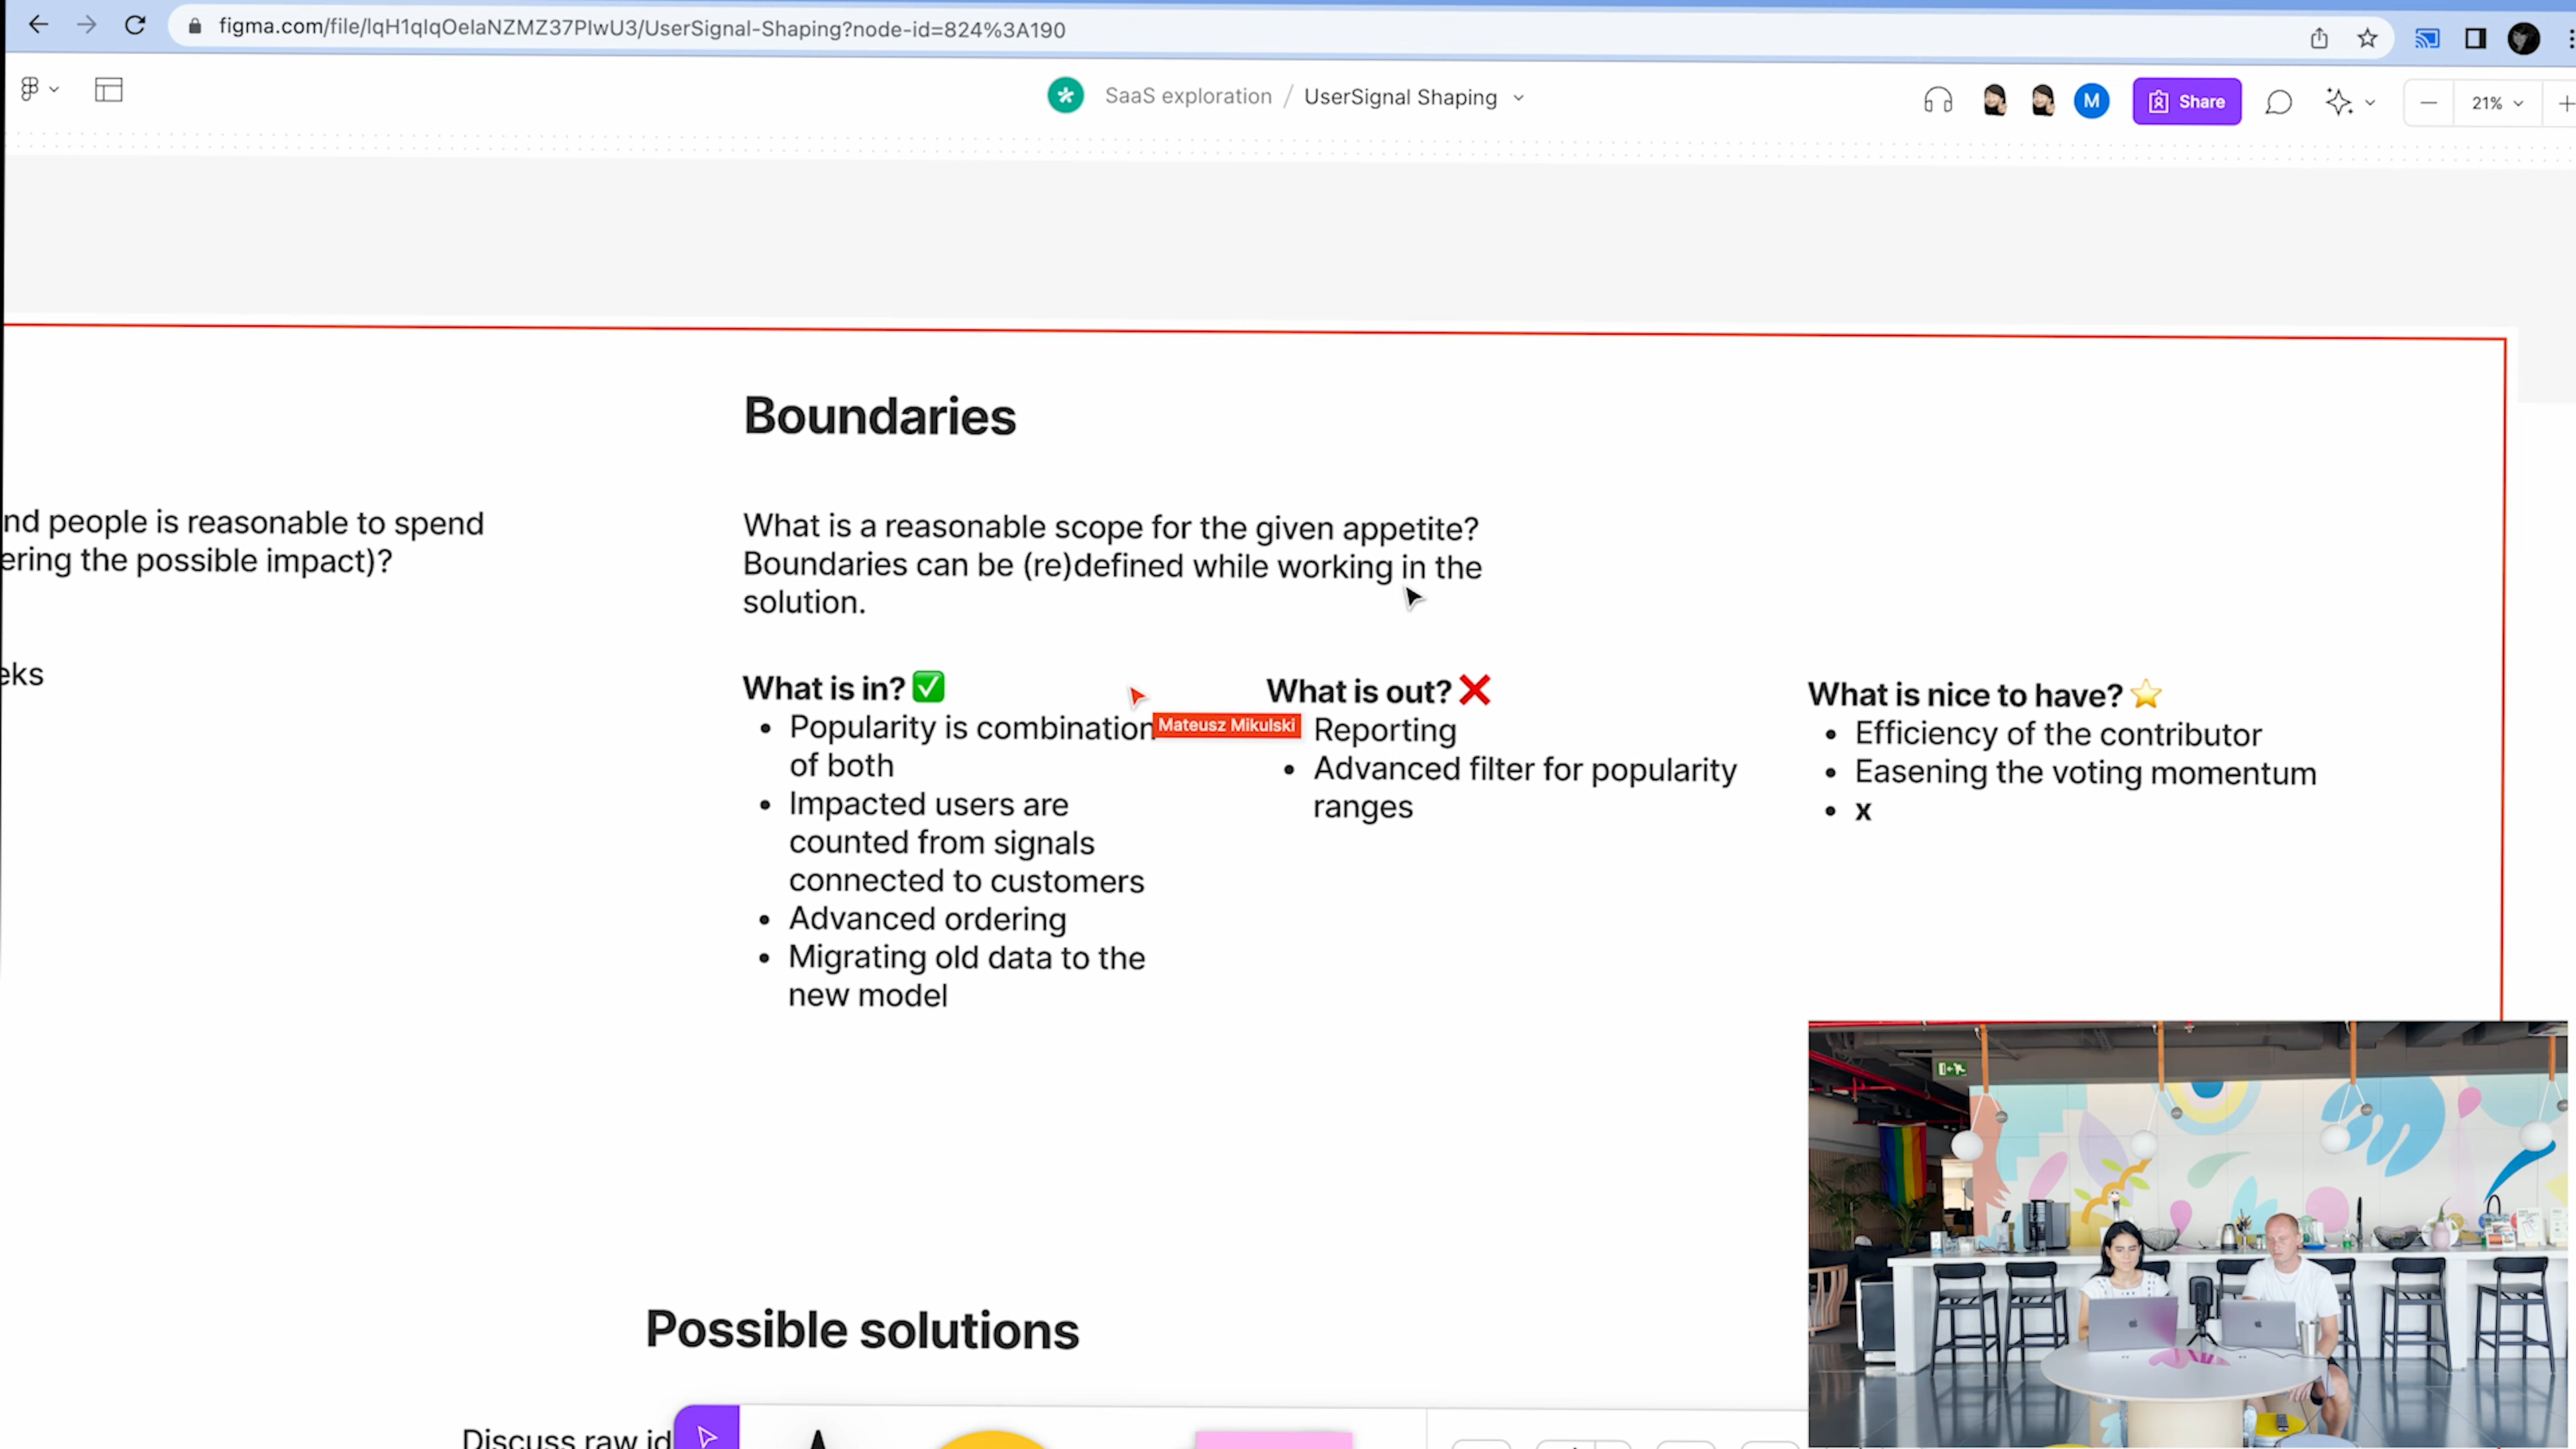 figma.com/file/lqH1qlqOelaNZMZ37PIwU3/UserSignal-Shaping?node-id=824%3A190
SaaS exploration / UserSignal Shaping
M
Share
21%
Boundaries
nd people is reasonable to spend
ering the possible impact)?
eks
What is a reasonable scope for the given appetite?
Boundaries can be (re)defined while working in the
solution.
What is in? ✅
• Popularity is combination
of both
• Impacted users are
counted from signals
connected to customers
• Advanced ordering
• Migrating old data to the
new model
Mateusz Mikulski
What is out? ❌
Reporting
• Advanced filter for popularity
ranges
What is nice to have? ⭐
• Efficiency of the contributor
• Easening the voting momentum
• x
Possible solutions
Discuss raw id